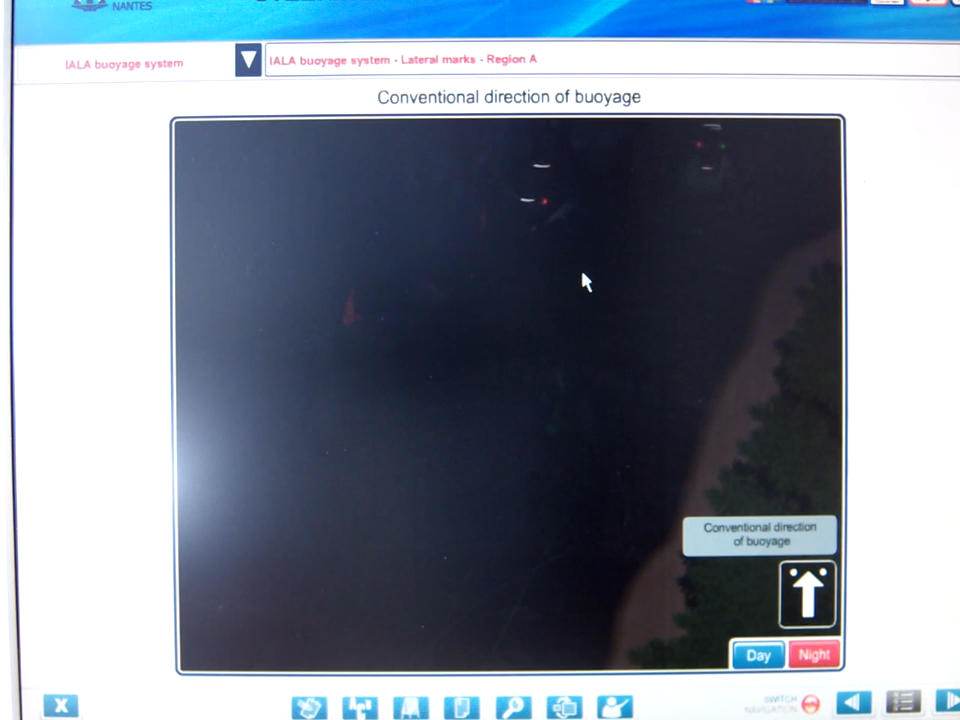 NANTES
IALA buoyage system
IALA buoyage system - Lateral marks - Region A
Conventional direction of buoyage
Conventional direction
of buoyage
Day
Night
X
SWITCH
NAVIGATION